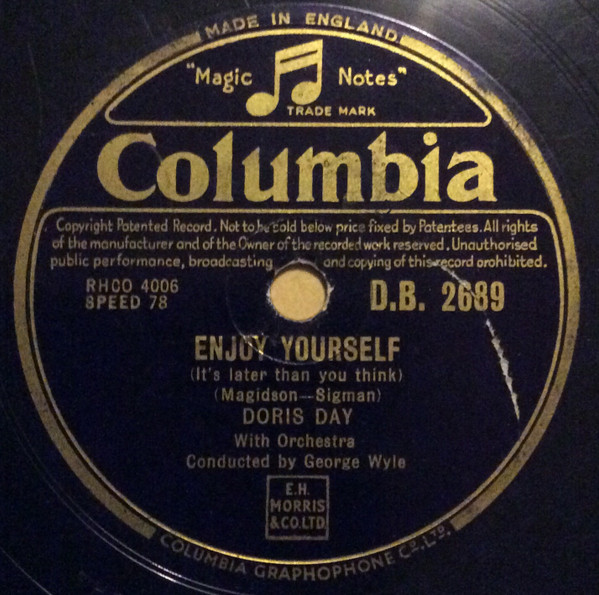 MADE IN ENGLAND
"Magic Notes"
TRADE MARK
Columbia
Copyright Patented Record. Not to be sold below price fixed by Patentees. All rights
of the manufacturer and of the Owner of the recorded work reserved. Unauthorised
public performance, broadcasting and copying of this record prohibited.
RHCO 4006
SPEED 78
D.B. 2689
ENJOY YOURSELF
(It's later than you think)
(Magidson—Sigman)
DORIS DAY
With Orchestra
Conducted by George Wyle
E.H.
MORRIS
& CO. LTD.
COLUMBIA GRAPHOPHONE CO. LTD.